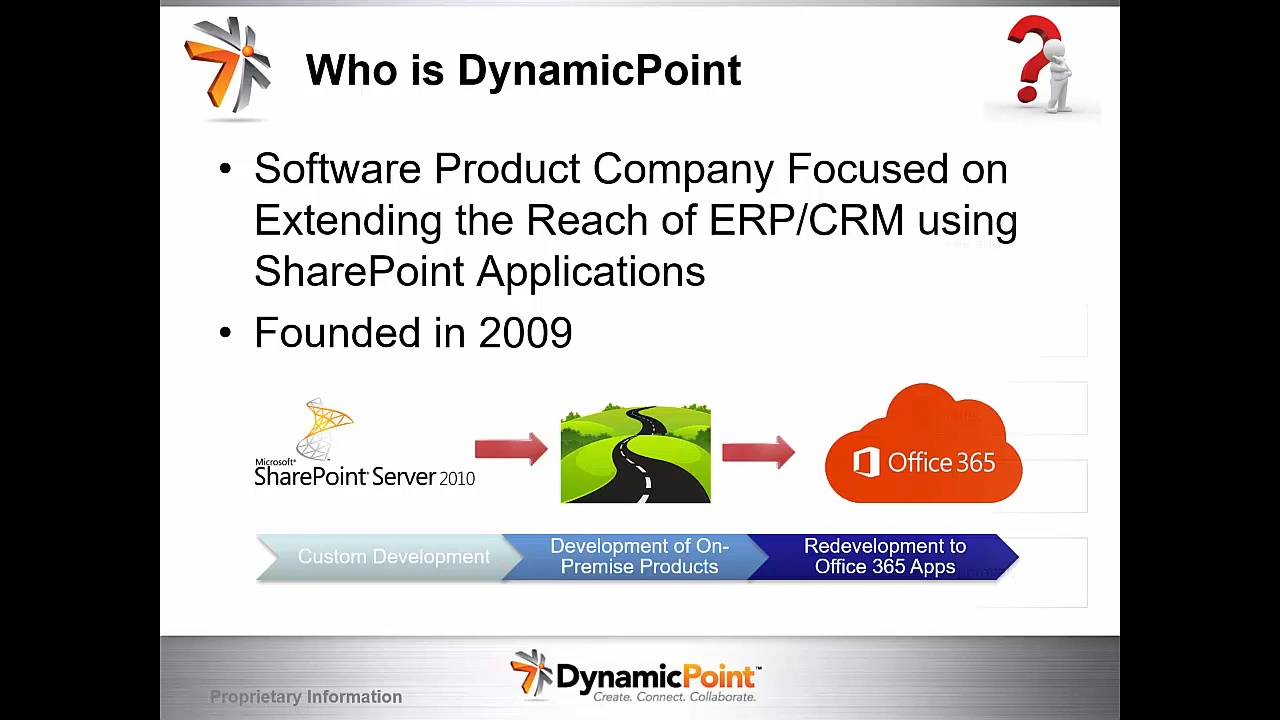 Who is DynamicPoint
• Software Product Company Focused on
Extending the Reach of ERP/CRM using
SharePoint Applications
• Founded in 2009
Microsoft®
SharePoint® Server 2010
Office 365
Custom Development
Development of On-
Premise Products
Redevelopment to
Office 365 Apps
Proprietary Information
DynamicPoint™
Create. Connect. Collaborate.